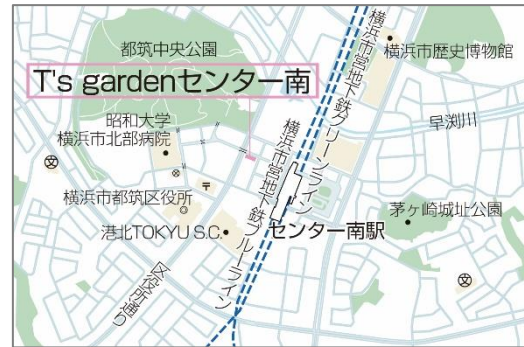 都筑中央公園
横浜市歴史博物館
T's gardenセンター南
昭和大学
横浜市北部病院
早渕川
横浜市営地下鉄グリーンライン
横浜市営地下鉄ブルーライン
横浜市都筑区役所
茅ヶ崎城址公園
センター南駅
港北TOKYU S.C.
区役所通り
文
文